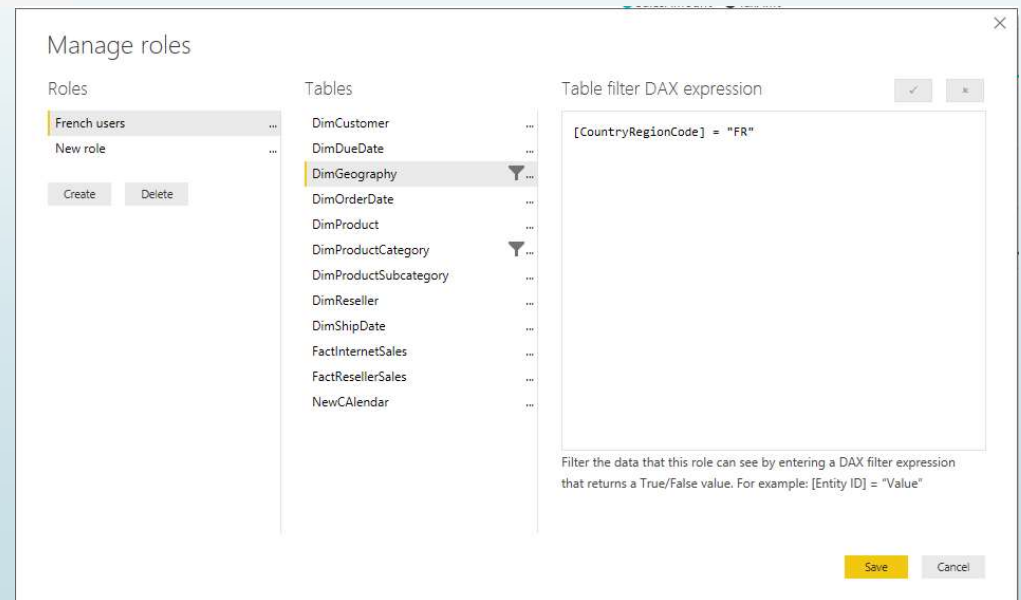 Manage roles
Roles
French users ...
New role ...
Create Delete
Tables
DimCustomer ...
DimDueDate ...
DimGeography ...
DimOrderDate ...
DimProduct ...
DimProductCategory ...
DimProductSubcategory ...
DimReseller ...
DimShipDate ...
FactInternetSales ...
FactResellerSales ...
NewCAlendar ...
Table filter DAX expression
[CountryRegionCode] = "FR"
Filter the data that this role can see by entering a DAX filter expression
that returns a True/False value. For example: [Entity ID] = "Value"
Save Cancel